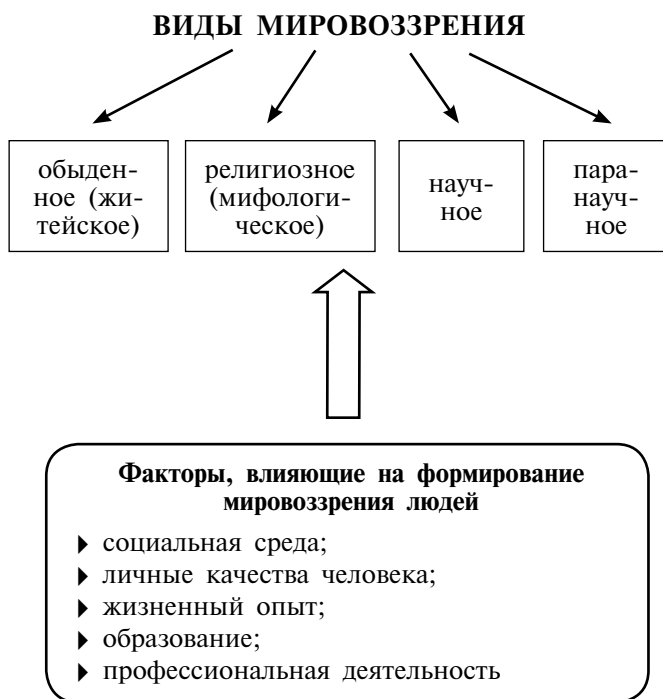 ВИДЫ МИРОВОЗЗРЕНИЯ
обыден-
ное (жи-
тейское)
религиозное
(мифологи-
ческое)
науч-
ное
пара-
науч-
ное
Факторы, влияющие на формирование
мировоззрения людей
социальная среда;
личные качества человека;
жизненный опыт;
образование;
профессиональная деятельность